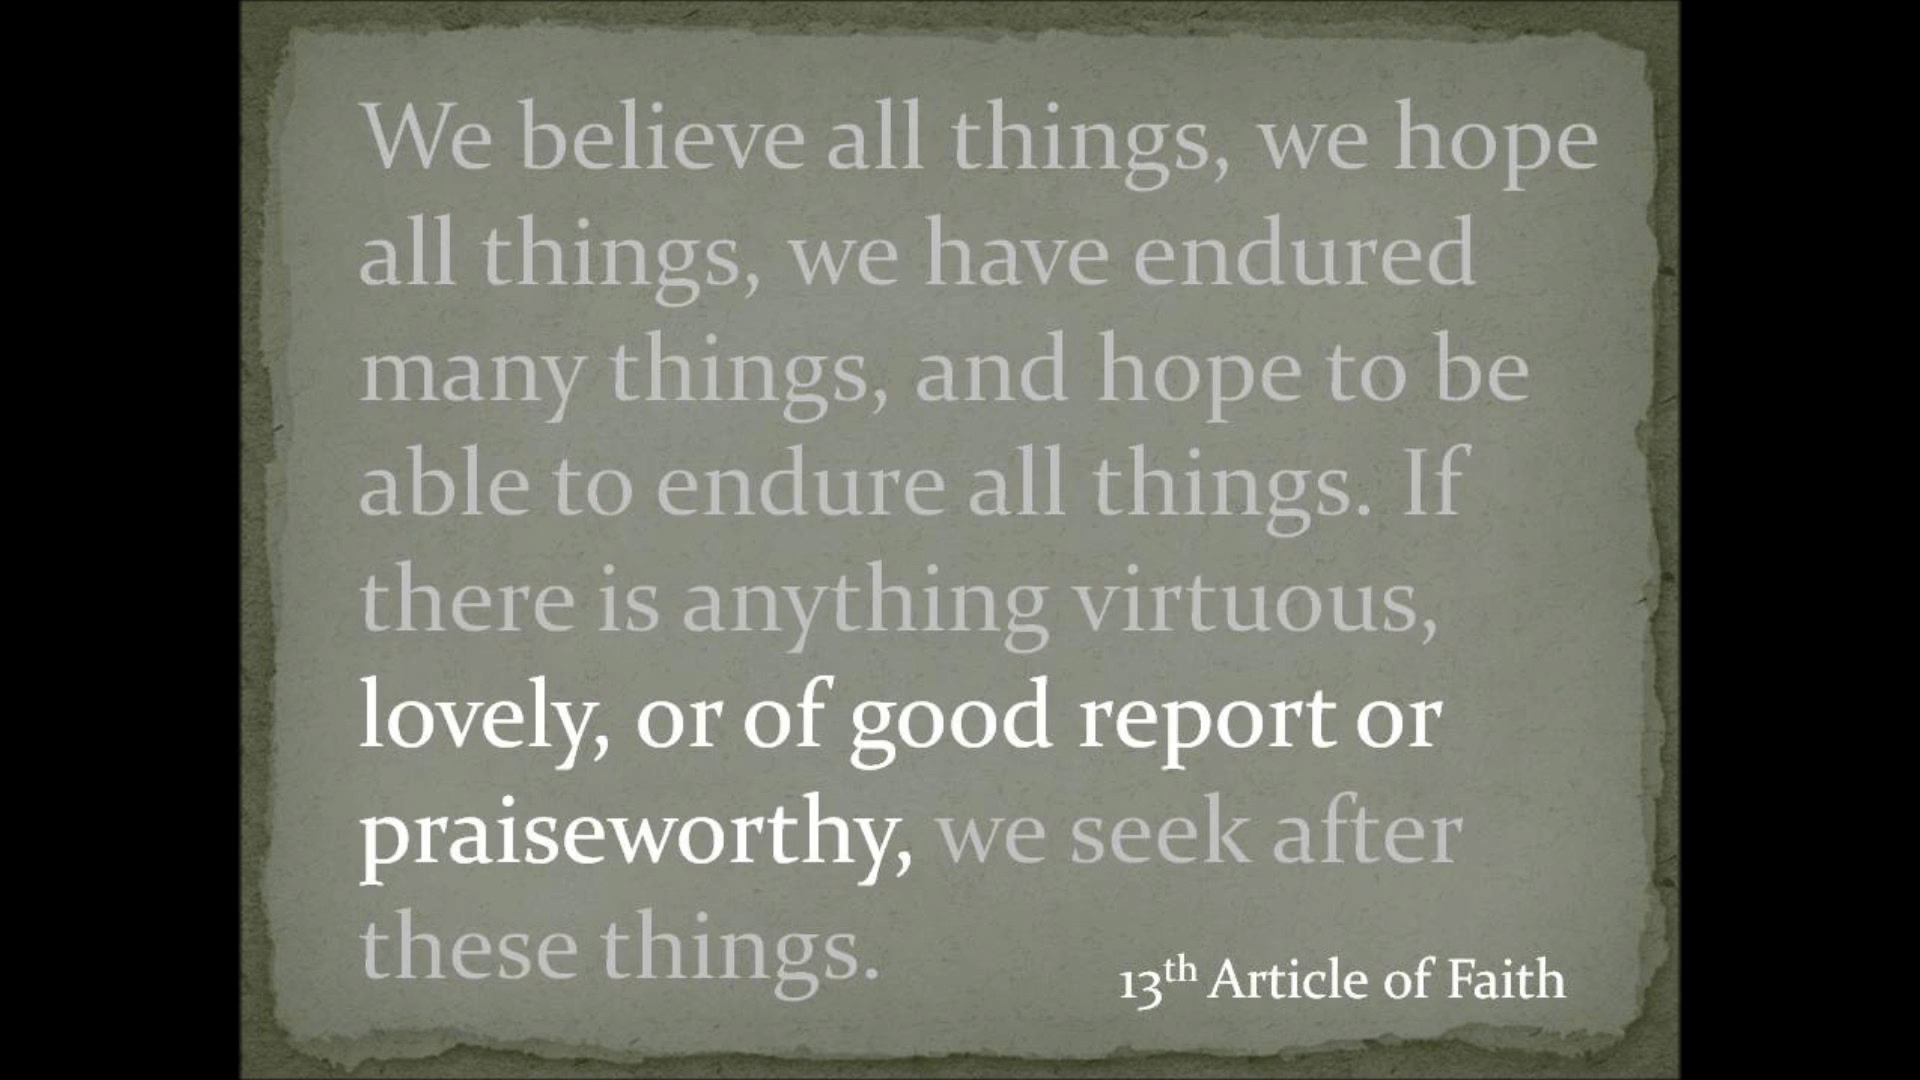 We believe all things, we hope
all things, we have endured
many things, and hope to be
able to endure all things. If
there is anything virtuous,
lovely, or of good report or
praiseworthy, we seek after
these things.
13th Article of Faith